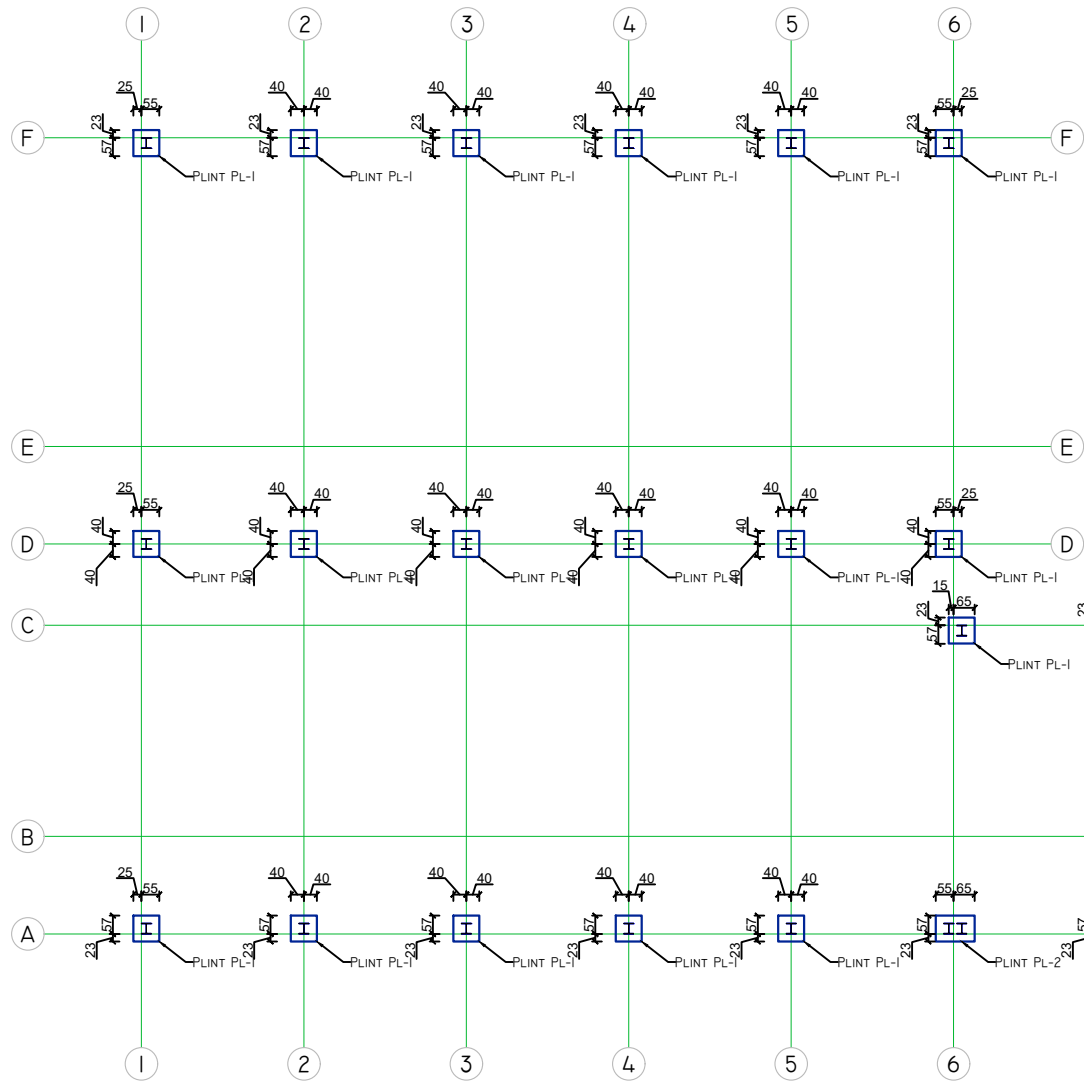 1 2 3 4 5 6
25 55 40 40 40 40 40 40 40 40 55 25
F 23 57 23 57 23 57 23 57 23 57 23 57 F
PLINT PL-1 PLINT PL-1 PLINT PL-1 PLINT PL-1 PLINT PL-1 PLINT PL-1
E E
25 55 40 40 40 40 40 40 40 40 55 25
D 40 40 40 40 40 40 40 40 40 40 40 40 D
PLINT PL PLINT PL PLINT PL PLINT PL PLINT PL-1 PLINT PL-1
15 65
C 23 57 23
PLINT PL-1
B
25 55 40 40 40 40 40 40 40 40 55 65
A 57 23 57 23 57 23 57 23 57 23 57 23 57 23
PLINT PL-1 PLINT PL-1 PLINT PL-1 PLINT PL-1 PLINT PL-1 PLINT PL-2
1 2 3 4 5 6